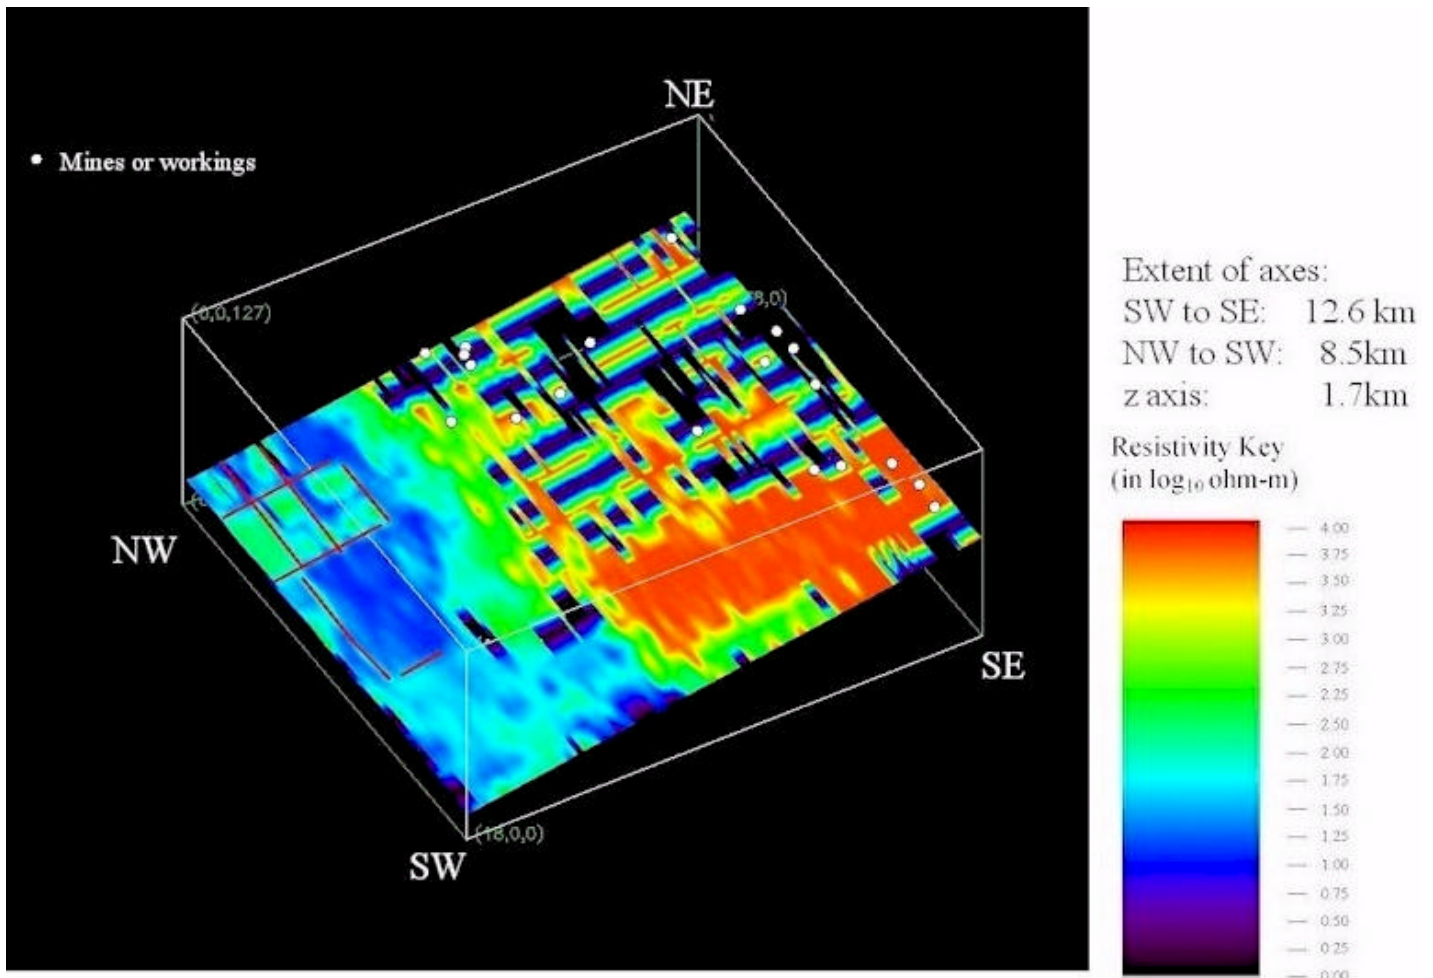 NE
Mines or workings
(0,0,127)
8,0)
NW
SE
SW
(18,0,0)
Extent of axes:
SW to SE: 12.6 km
NW to SW: 8.5km
z axis: 1.7km
Resistivity Key
(in log₁₀ ohm-m)
4.00
3.75
3.50
3.25
3.00
2.75
2.25
2.50
2.00
1.75
1.50
1.25
1.00
0.75
0.50
0.25
0.00